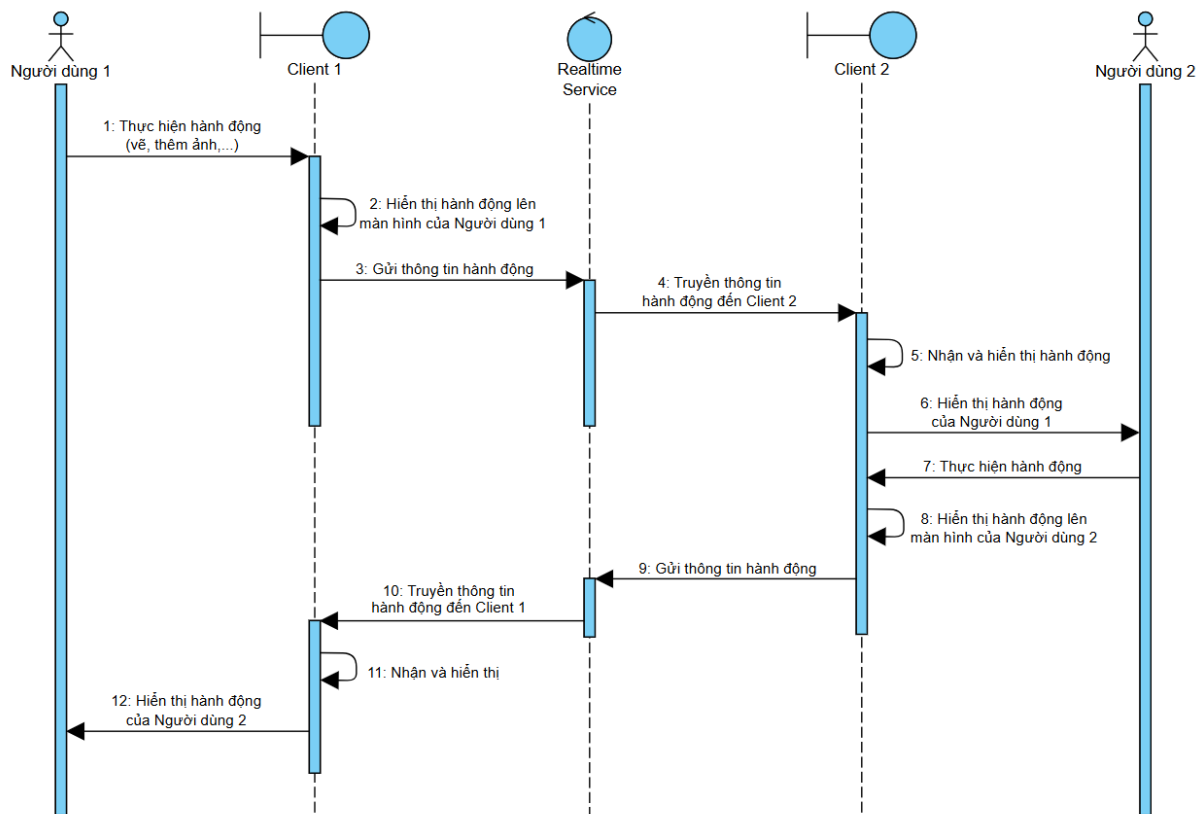 Người dùng 1
Client 1
Realtime
Service
Client 2
Người dùng 2
1: Thực hiện hành động
(vẽ, thêm ảnh,...)
2: Hiển thị hành động lên
màn hình của Người dùng 1
3: Gửi thông tin hành động
4: Truyền thông tin
hành động đến Client 2
5: Nhận và hiển thị hành động
6: Hiển thị hành động
của Người dùng 1
7: Thực hiện hành động
8: Hiển thị hành động lên
màn hình của Người dùng 2
9: Gửi thông tin hành động
10: Truyền thông tin
hành động đến Client 1
11: Nhận và hiển thị
12: Hiển thị hành động
của Người dùng 2